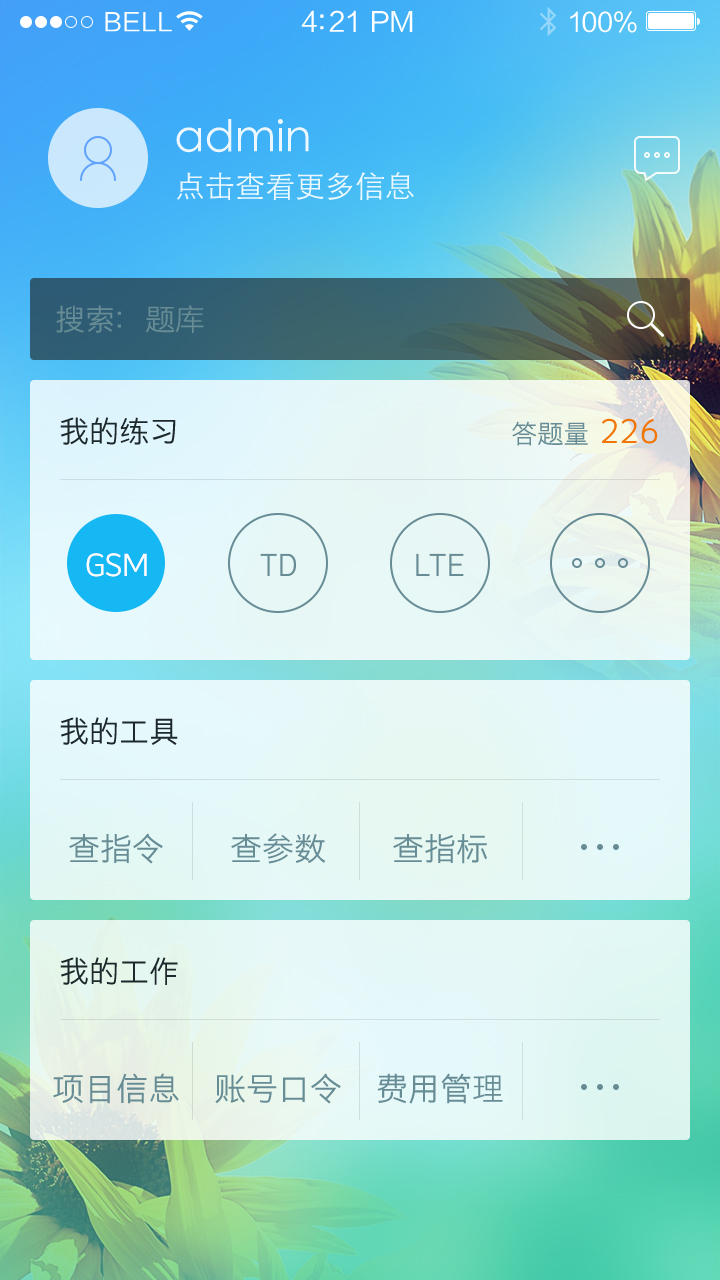 BELL 4:21 PM 100%
admin
点击查看更多信息
搜索: 题库
我的练习 答题量 226
GSM TD LTE
我的工具
查指令 查参数 查指标
我的工作
项目信息 账号口令 费用管理